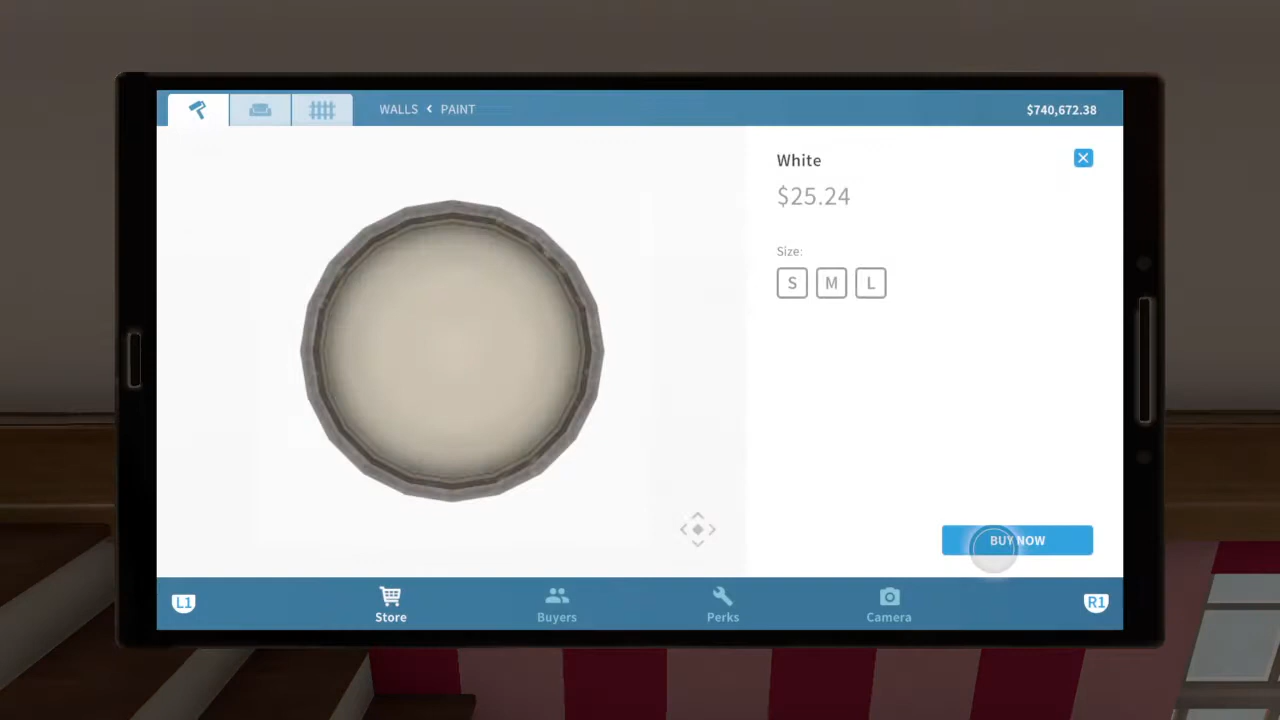 WALLS < PAINT
$740,672.38
White
$25.24
Size:
S M L
BUY NOW
L1
Store
Buyers
Perks
Camera
R1